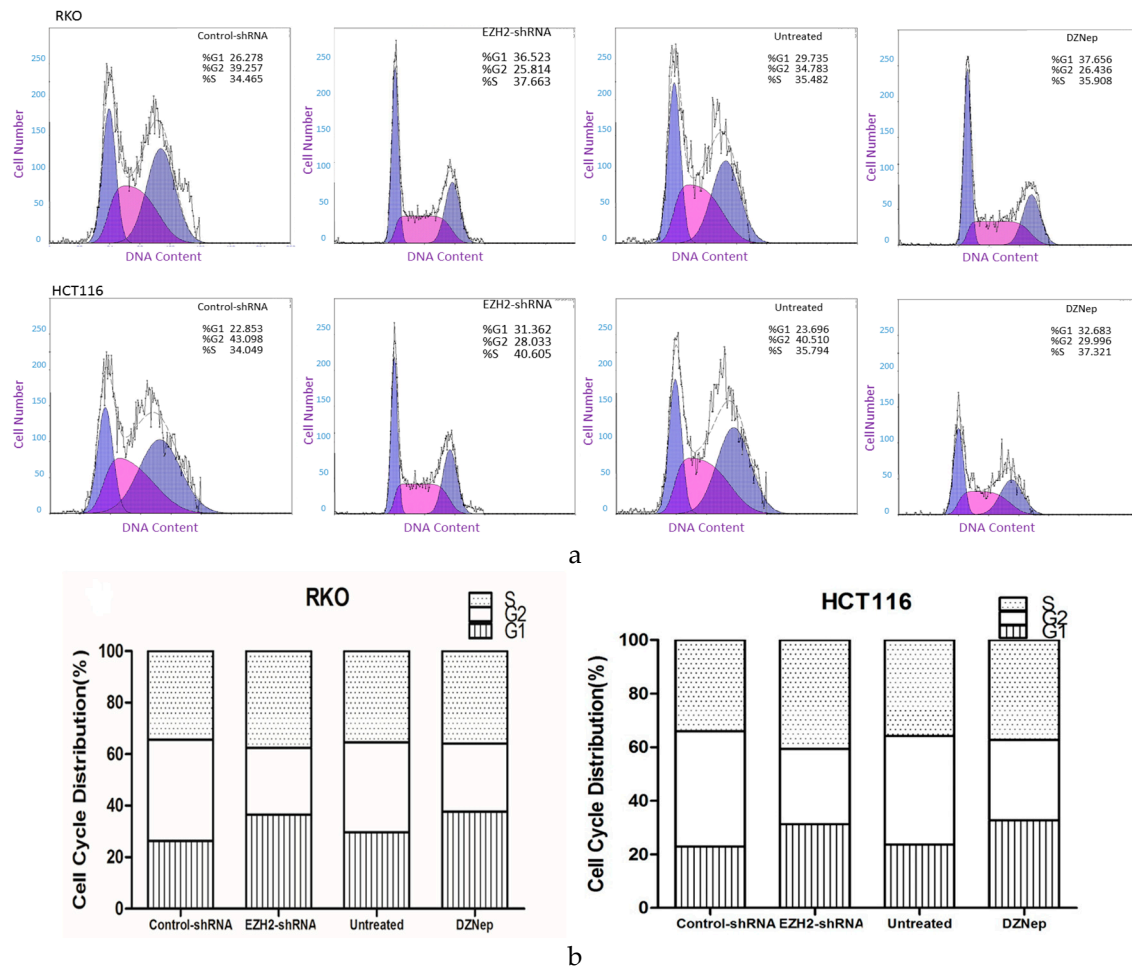 RKO
Control-shRNA
%G1 26.278
%G2 39.257
%S 34.465
250
200
150
100
50
0
Cell Number
DNA Content
EZH2-shRNA
%G1 36.523
%G2 25.814
%S 37.663
250
200
150
100
50
0
Cell Number
DNA Content
Untreated
%G1 29.735
%G2 34.783
%S 35.482
250
200
150
100
50
0
Cell Number
DNA Content
DZNep
%G1 37.656
%G2 26.436
%S 35.908
250
200
150
100
50
0
Cell Number
DNA Content
HCT116
Control-shRNA
%G1 22.853
%G2 43.098
%S 34.049
250
200
150
100
50
0
Cell Number
DNA Content
EZH2-shRNA
%G1 31.362
%G2 28.033
%S 40.605
250
200
150
100
50
0
Cell Number
DNA Content
Untreated
%G1 23.696
%G2 40.510
%S 35.794
250
200
150
100
50
0
Cell Number
DNA Content
DZNep
%G1 32.683
%G2 29.996
%S 37.321
250
200
150
100
50
0
CellNumber
DNA Content
a
RKO
S
G2
G1
Cell Cycle Distribution(%)
100
80
60
40
20
0
Control-shRNA EZH2-shRNA Untreated DZNep
HCT116
S
G2
G1
Cell Cycle Distribution(%)
100
80
60
40
20
0
Control-shRNA EZH2-shRNA Untreated DZNep
b